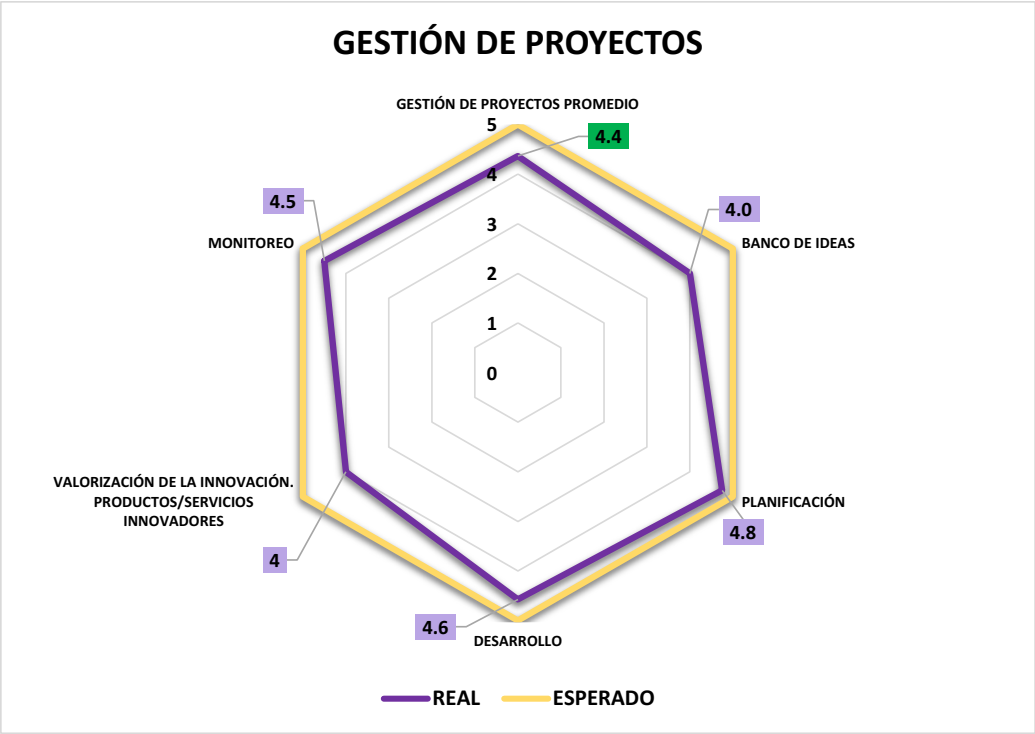 GESTIÓN DE PROYECTOS
GESTIÓN DE PROYECTOS PROMEDIO
5
4.4
4
4.5
4.0
3
MONITOREO
BANCO DE IDEAS
2
1
0
VALORIZACIÓN DE LA INNOVACIÓN.
PRODUCTOS/SERVICIOS
INNOVADORES
PLANIFICACIÓN
4.8
4
4.6
DESARROLLO
REAL
ESPERADO